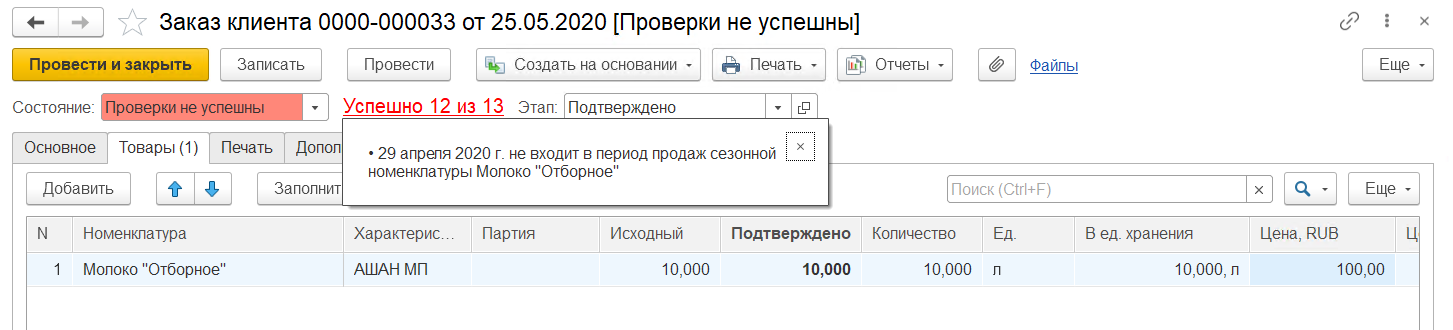 Заказ клиента 0000-000033 от 25.05.2020 [Проверки не успешны]
Провести и закрыть Записать Провести Создать на основании Печать Отчеты Файлы Еще
Состояние: Проверки не успешны Успешно 12 из 13 Этап: Подтверждено
Основное Товары (1) Печать Допол
• 29 апреля 2020 г. не входит в период продаж сезонной
номенклатуры Молоко "Отборное"
Добавить Заполнит Поиск (Ctrl+F) Еще
N Номенклатура Характерис... Партия Исходный Подтверждено Количество Ед. В ед. хранения Цена, RUB Це
1 Молоко "Отборное" АШАН МП 10,000 10,000 10,000 л 10,000, л 100,00